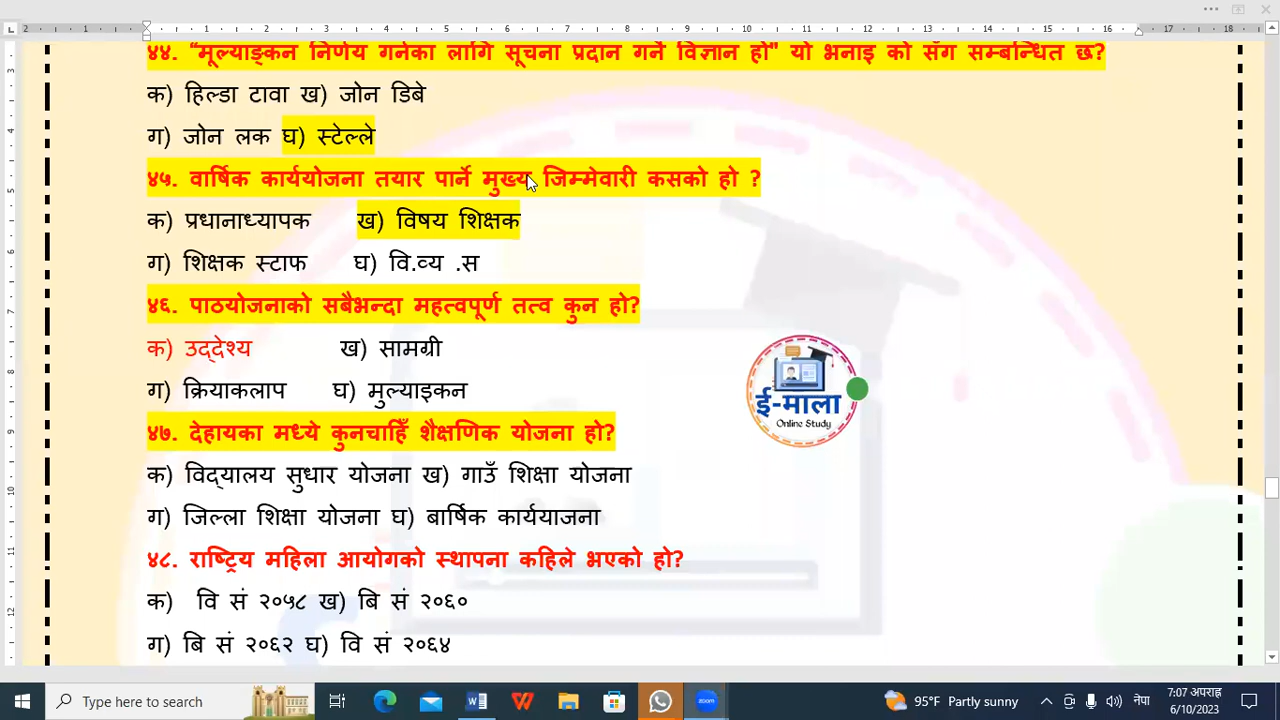 ४४. “मूल्याङ्कन निर्णय गर्नका लागि सूचना प्रदान गर्ने विज्ञान हो" यो भनाइ को सँग सम्बन्धित छ?
क) हिल्डा टावा ख) जोन डिबे
ग) जोन लक घ) स्टेल्ले
४५. वार्षिक कार्ययोजना तयार पार्ने मुख्य जिम्मेवारी कसको हो ?
क) प्रधानाध्यापक ख) विषय शिक्षक
ग) शिक्षक स्टाफ घ) वि.व्य .स
४६. पाठयोजनाको सबैभन्दा महत्वपूर्ण तत्व कुन हो?
क) उद्देश्य ख) सामग्री
ग) क्रियाकलाप घ) मुल्याइकन
४७. देहायका मध्ये कुनचाहिँ शैक्षणिक योजना हो?
क) विद्यालय सुधार योजना ख) गाउँ शिक्षा योजना
ग) जिल्ला शिक्षा योजना घ) बार्षिक कार्ययाजना
४८. राष्ट्रिय महिला आयोगको स्थापना कहिले भएको हो?
क) वि सं २०५८ ख) बि सं २०६०
ग) बि सं २०६२ घ) वि सं २०६४
ई-माला
Online Study
Type here to search
95°F Partly sunny
नेपा
7:07 अपराह्न
6/10/2023